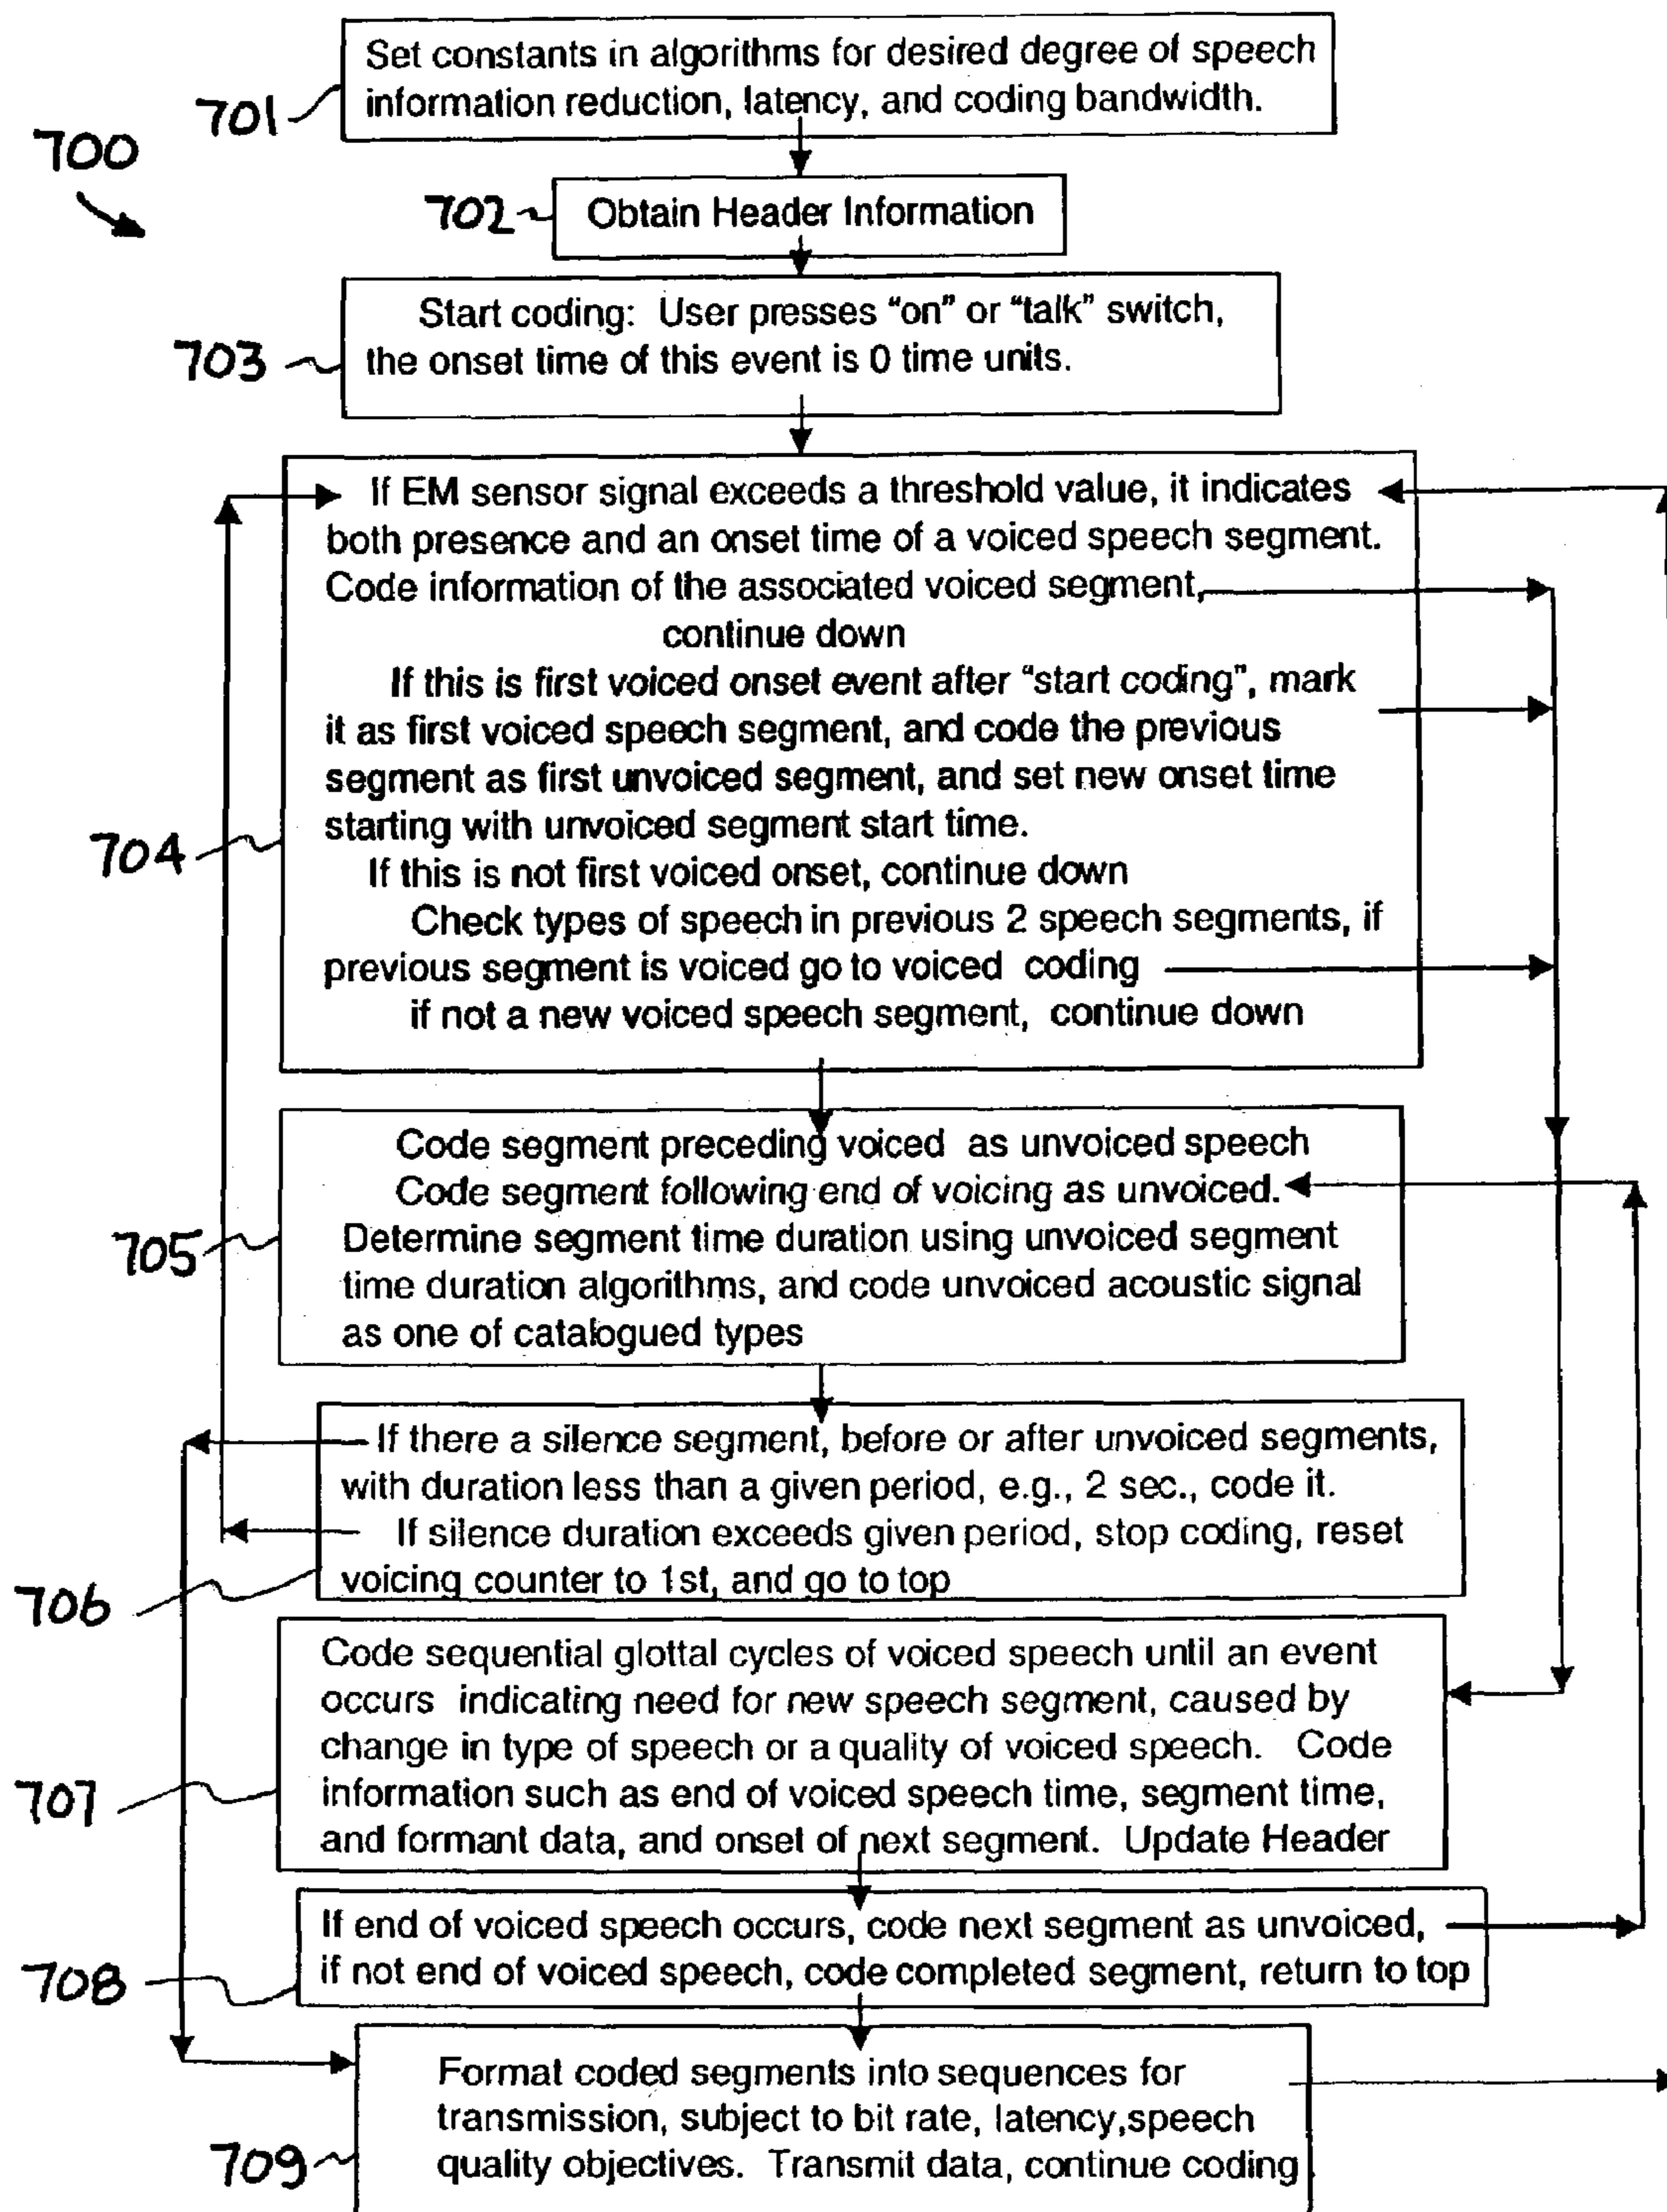 Set constants in algorithms for desired degree of speech
information reduction, latency, and coding bandwidth.
701
700
702
Obtain Header Information
Start coding: User presses “on” or “talk” switch,
the onset time of this event is 0 time units.
703
If EM sensor signal exceeds a threshold value, it indicates
both presence and an onset time of a voiced speech segment.
Code information of the associated voiced segment,
continue down
If this is first voiced onset event after “start coding”, mark
it as first voiced speech segment, and code the previous
segment as first unvoiced segment, and set new onset time
starting with unvoiced segment start time.
704
If this is not first voiced onset, continue down
Check types of speech in previous 2 speech segments, if
previous segment is voiced go to voiced coding
if not a new voiced speech segment, continue down
Code segment preceding voiced as unvoiced speech
Code segment following end of voicing as unvoiced.
Determine segment time duration using unvoiced segment
705
time duration algorithms, and code unvoiced acoustic signal
as one of catalogued types
If there a silence segment, before or after unvoiced segments,
with duration less than a given period, e.g., 2 sec., code it.
If silence duration exceeds given period, stop coding, reset
voicing counter to 1st, and go to top
706
Code sequential glottal cycles of voiced speech until an event
occurs indicating need for new speech segment, caused by
change in type of speech or a quality of voiced speech. Code
information such as end of voiced speech time, segment time,
707
and formant data, and onset of next segment. Update Header
If end of voiced speech occurs, code next segment as unvoiced,
if not end of voiced speech, code completed segment, return to top
708
Format coded segments into sequences for
transmission, subject to bit rate, latency,speech
quality objectives. Transmit data, continue coding
709